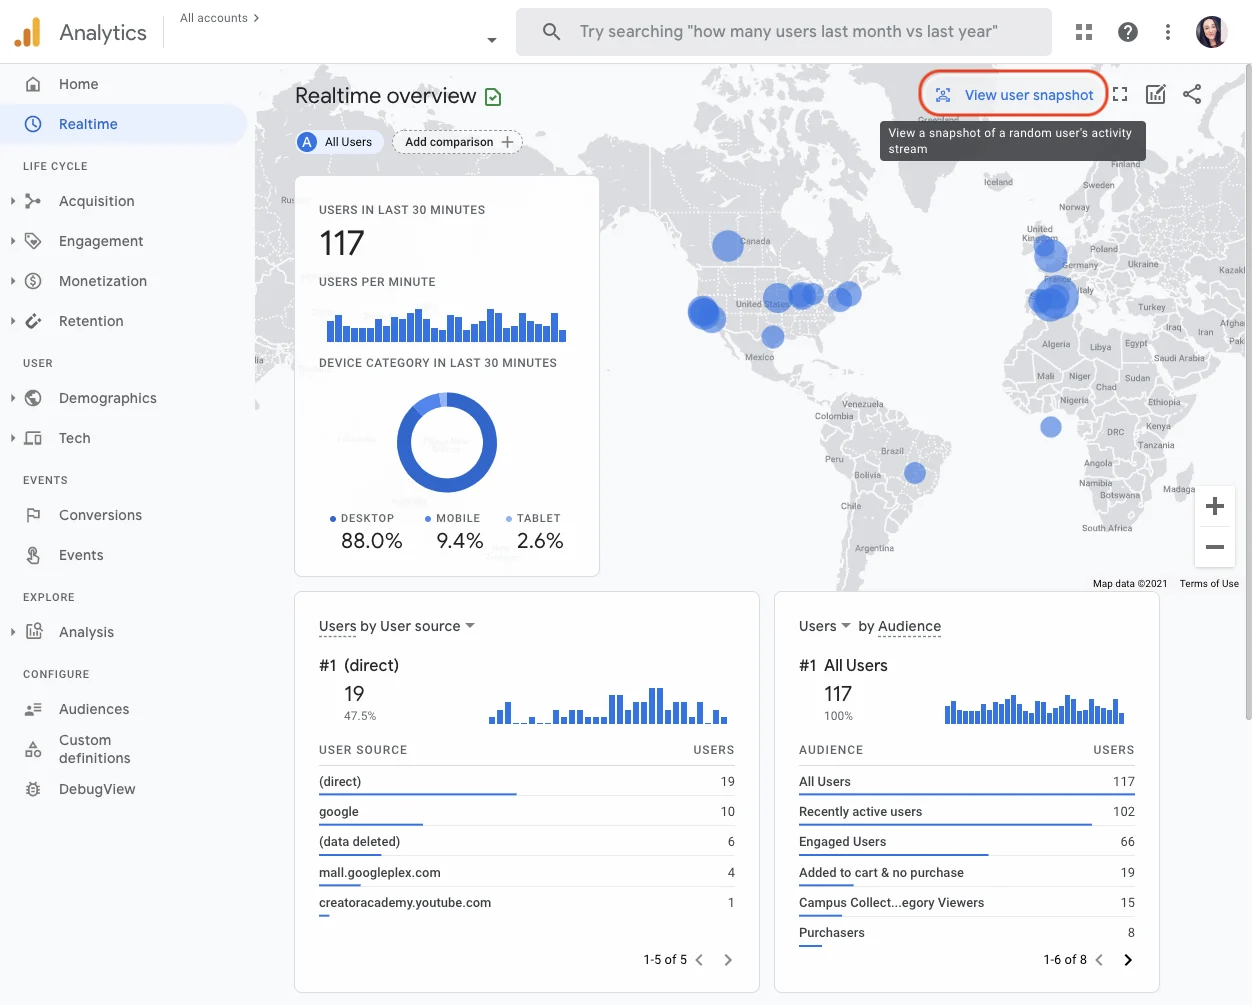 Analytics
All accounts
Try searching "how many users last month vs last year"
Home
Realtime
LIFE CYCLE
Acquisition
Engagement
Monetization
Retention
USER
Demographics
Tech
EVENTS
Conversions
Events
EXPLORE
Analysis
CONFIGURE
Audiences
Custom
definitions
DebugView
Realtime overview
View user snapshot
View a snapshot of a random user's activity
stream
A All Users
Add comparison
USERS IN LAST 30 MINUTES
117
USERS PER MINUTE
DEVICE CATEGORY IN LAST 30 MINUTES
DESKTOP MOBILE TABLET
88.0% 9.4% 2.6%
Greenland
Iceland
Finland
Sweden
Norway
United
Kingdom
Poland
Germany
Ukraine
France
Italy
Turkey
Iraq
Iran
Algeria
Libya
Egypt
Saudi Arabia
Mali
Niger
Chad
Sudan
Nigeria
Ethiopia
DRC
Kenya
Tanzania
Angola
Namibia
Botswana
South Africa
Canada
United States
Mexico
Venezuela
Colombia
Peru
Brazil
Bolivia
Chile
Argentina
Map data ©2021 Terms of Use
Users by User source
#1 (direct)
19
47.5%
USER SOURCE USERS
(direct) 19
google 10
(data deleted) 6
mall.googleplex.com 4
creatoracademy.youtube.com 1
1-5 of 5
Users by Audience
#1 All Users
117
100%
AUDIENCE USERS
All Users 117
Recently active users 102
Engaged Users 66
Added to cart & no purchase 19
Campus Collect...egory Viewers 15
Purchasers 8
1-6 of 8